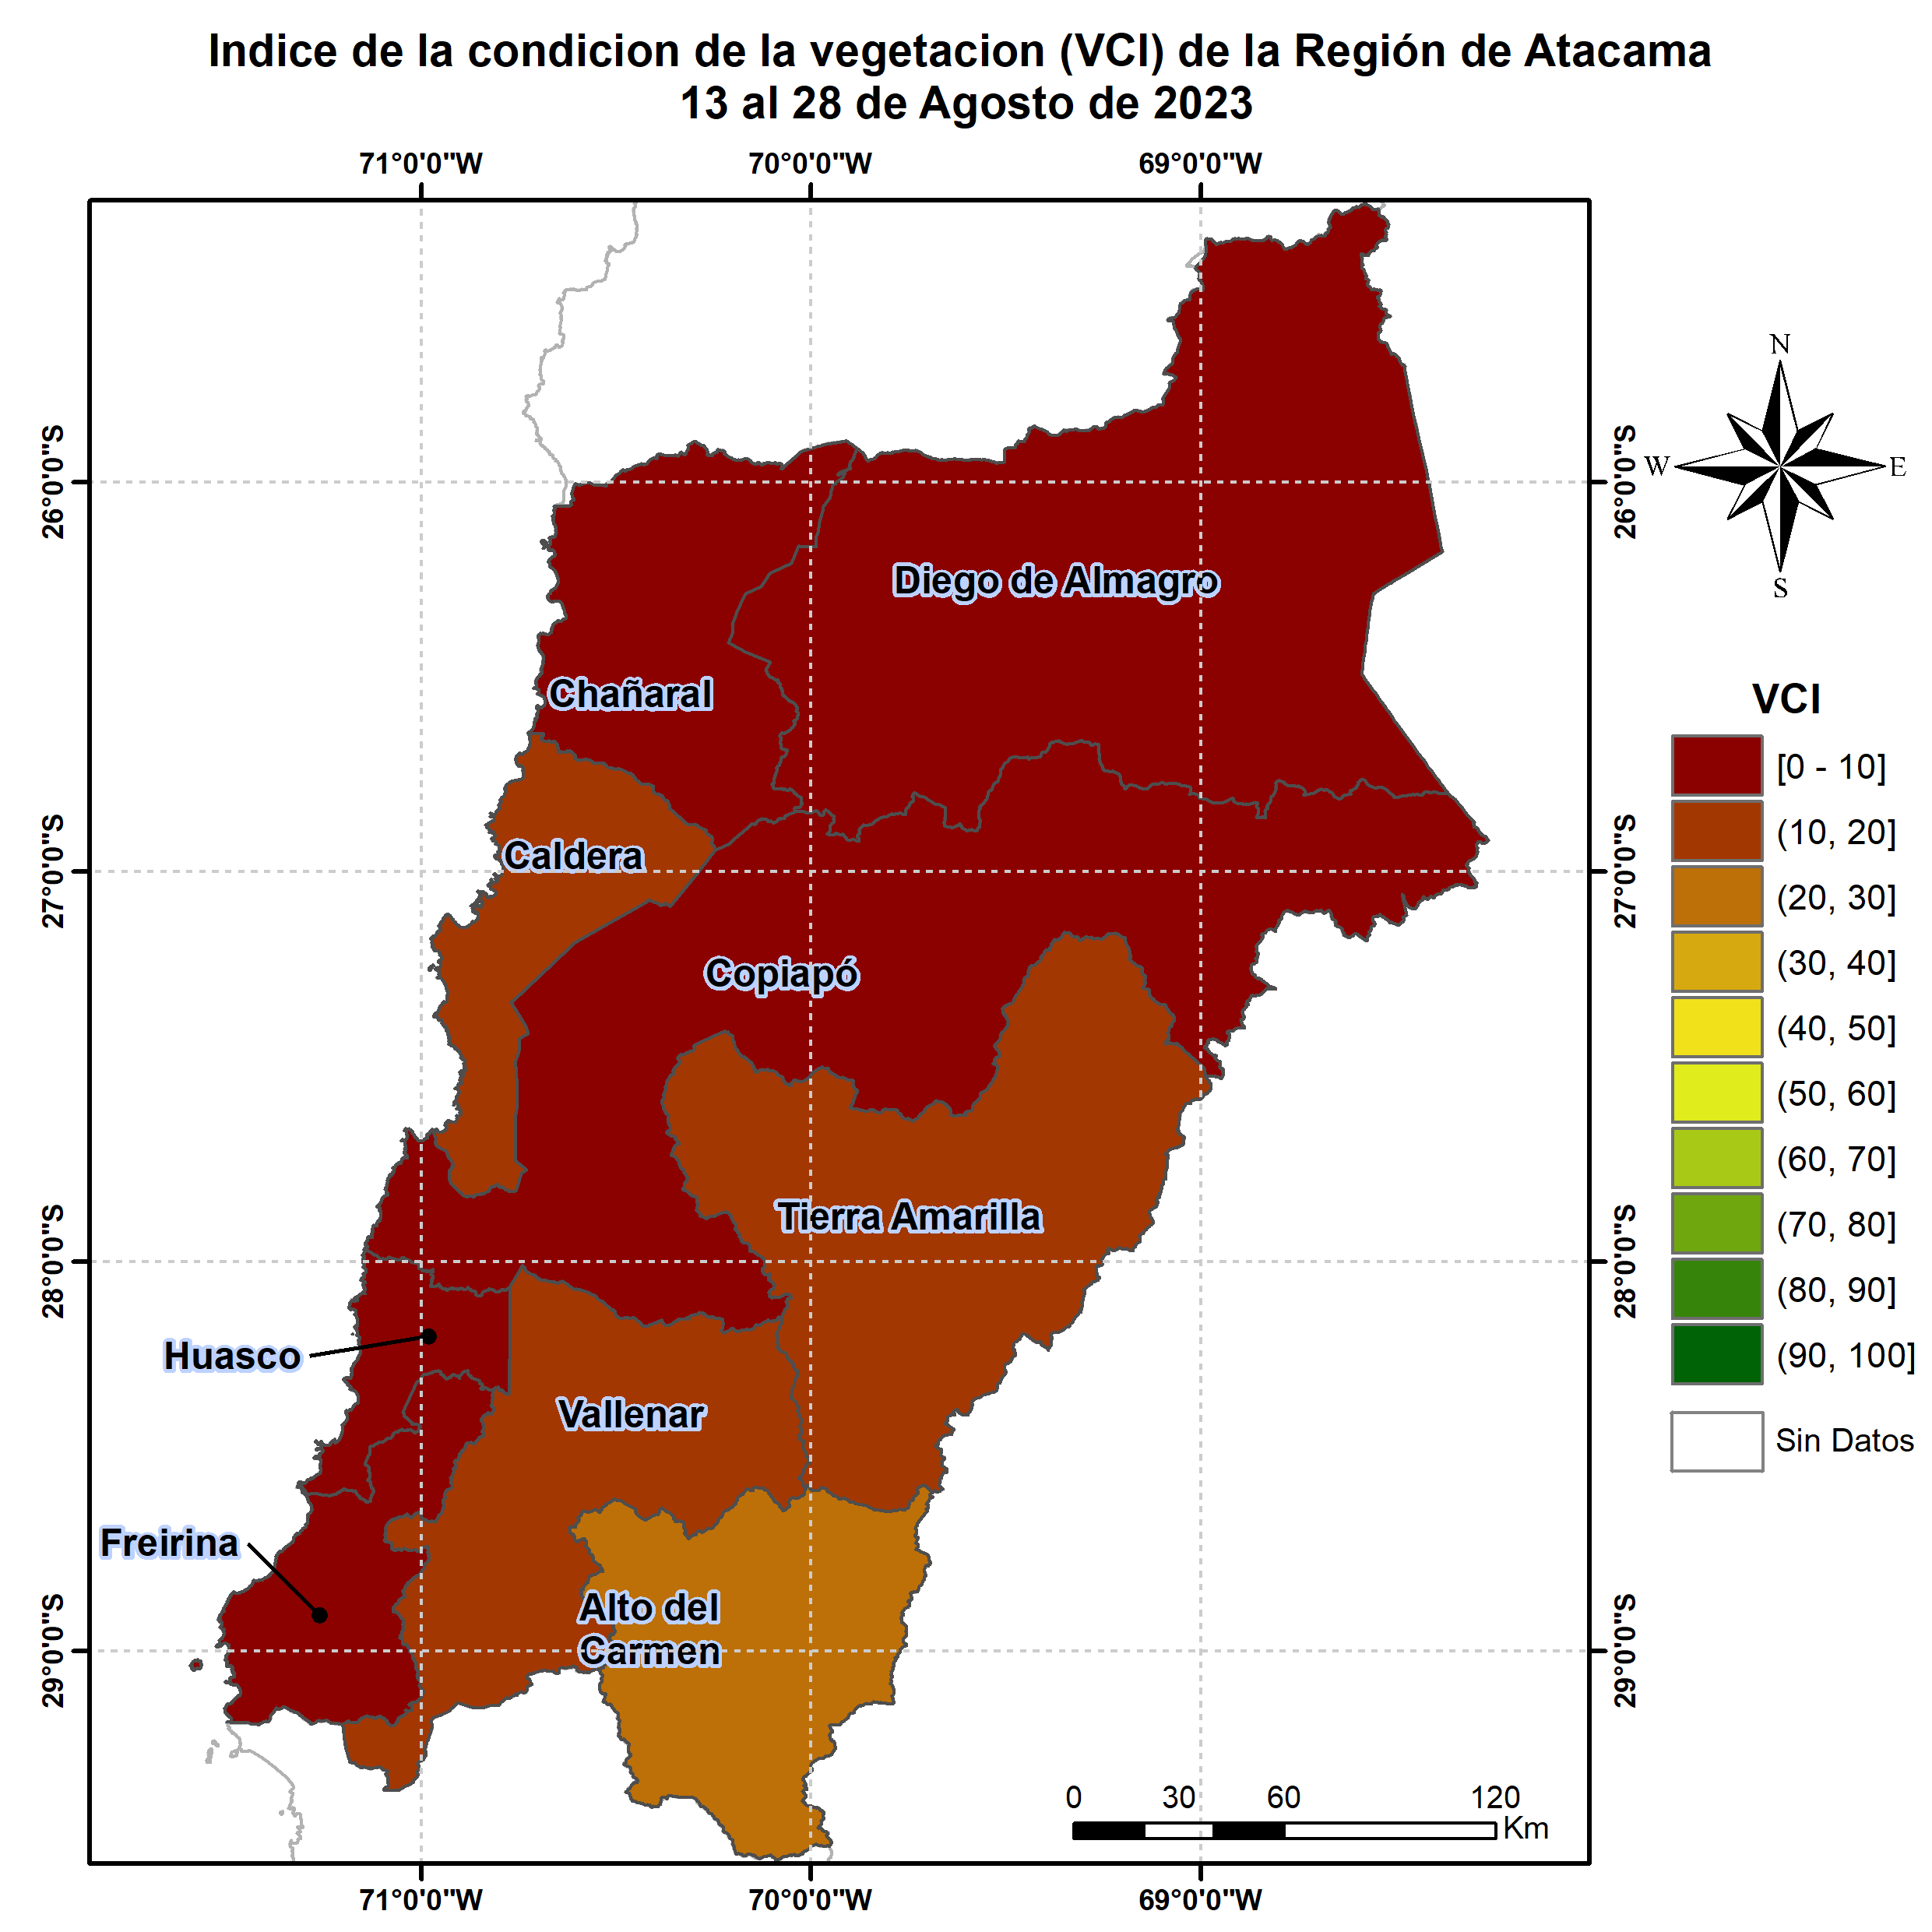 Indice de la condicion de la vegetacion (VCI) de la Región de Atacama
13 al 28 de Agosto de 2023
71°0'0"W 70°0'0"W 69°0'0"W
26°0'0"S
27°0'0"S
28°0'0"S
29°0'0"S
Diego de Almagro
Chañaral
Caldera
Copiapó
Tierra Amarilla
Huasco
Vallenar
Freirina
Alto del
Carmen
0 30 60 120
Km
71°0'0"W 70°0'0"W 69°0'0"W
26°0'0"S
27°0'0"S
28°0'0"S
29°0'0"S
N
W E
S
VCI
[0 - 10]
(10, 20]
(20, 30]
(30, 40]
(40, 50]
(50, 60]
(60, 70]
(70, 80]
(80, 90]
(90, 100]
Sin Datos